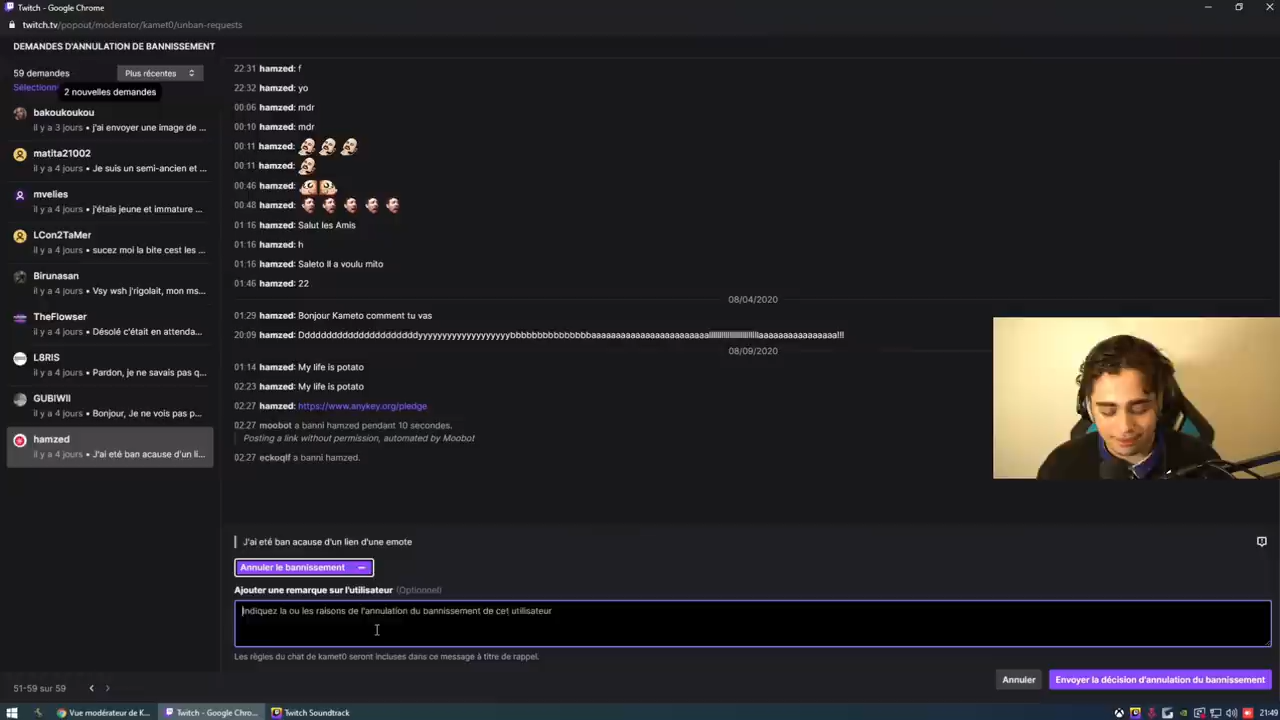 Twitch - Google Chrome
twitch.tv/popout/moderator/kamet0/unban-requests
DEMANDES D'ANNULATION DE BANNISSEMENT
59 demandes
Plus récentes
Sélectionn
2 nouvelles demandes
bakoukoukou
il y a 3 jours • j'ai envoyer une image de ...
matita21002
il y a 4 jours • Je suis un semi-ancien et ...
mvelies
il y a 4 jours • j'étais jeune et immature ...
LCon2TaMer
il y a 4 jours • sucez moi la bite cest les ...
Birunasan
il y a 4 jours • Vsy wsh j'rigolait, mon ms...
TheFlowser
il y a 4 jours • Désolé c'était en attenda...
L8RIS
il y a 4 jours • Pardon, je ne savais pas q...
GUBIWII
il y a 4 jours • Bonjour, Je ne vois pas p...
hamzed
il y a 4 jours • J'ai eté ban acause d'un li...
51-59 sur 59
22:31 hamzed: f
22:32 hamzed: yo
00:06 hamzed: mdr
00:10 hamzed: mdr
00:11 hamzed:
00:11 hamzed:
00:46 hamzed:
00:48 hamzed:
01:16 hamzed: Salut les Amis
01:16 hamzed: h
01:16 hamzed: Saleto Il a voulu mito
01:46 hamzed: 22
08/04/2020
01:29 hamzed: Bonjour Kameto comment tu vas
20:09 hamzed:
08/09/2020
01:14 hamzed: My life is potato
02:23 hamzed: My life is potato
02:27 hamzed: https://www.anykey.org/pledge
02:27 moobot a banni hamzed pendant 10 secondes.
Posting a link without permission, automated by Moobot
02:27 eckoqlf a banni hamzed.
J'ai eté ban acause d'un lien d'une emote
Annuler le bannissement
Ajouter une remarque sur l'utilisateur (Optionnel)
Indiquez la ou les raisons de l'annulation du bannissement de cet utilisateur
Les règles du chat de kamet0 seront incluses dans ce message à titre de rappel.
Annuler
Envoyer la décision d'annulation du bannissement
Vue modérateur de K...
Twitch - Google Chro...
Twitch Soundtrack
21:49